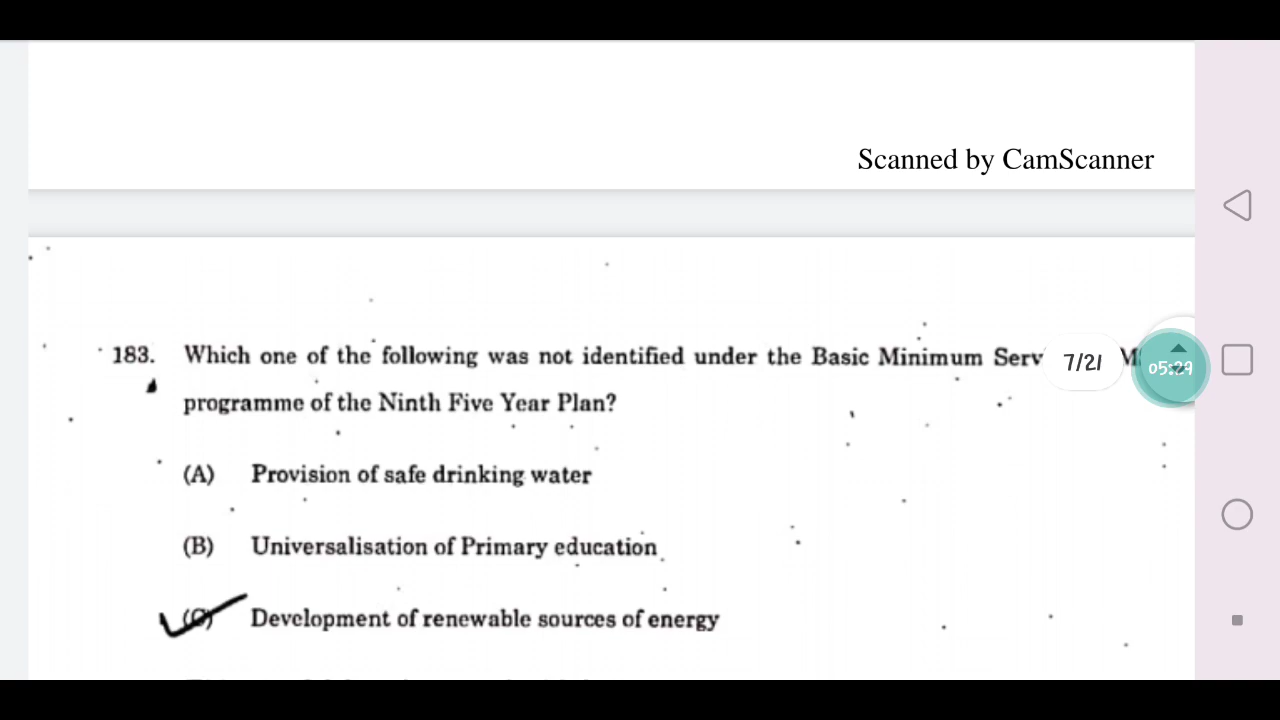 Scanned by CamScanner
183. Which one of the following was not identified under the Basic Minimum Serv
7/21
05:29
programme of the Ninth Five Year Plan?
(A) Provision of safe drinking water
(B) Universalisation of Primary education
(C) Development of renewable sources of energy